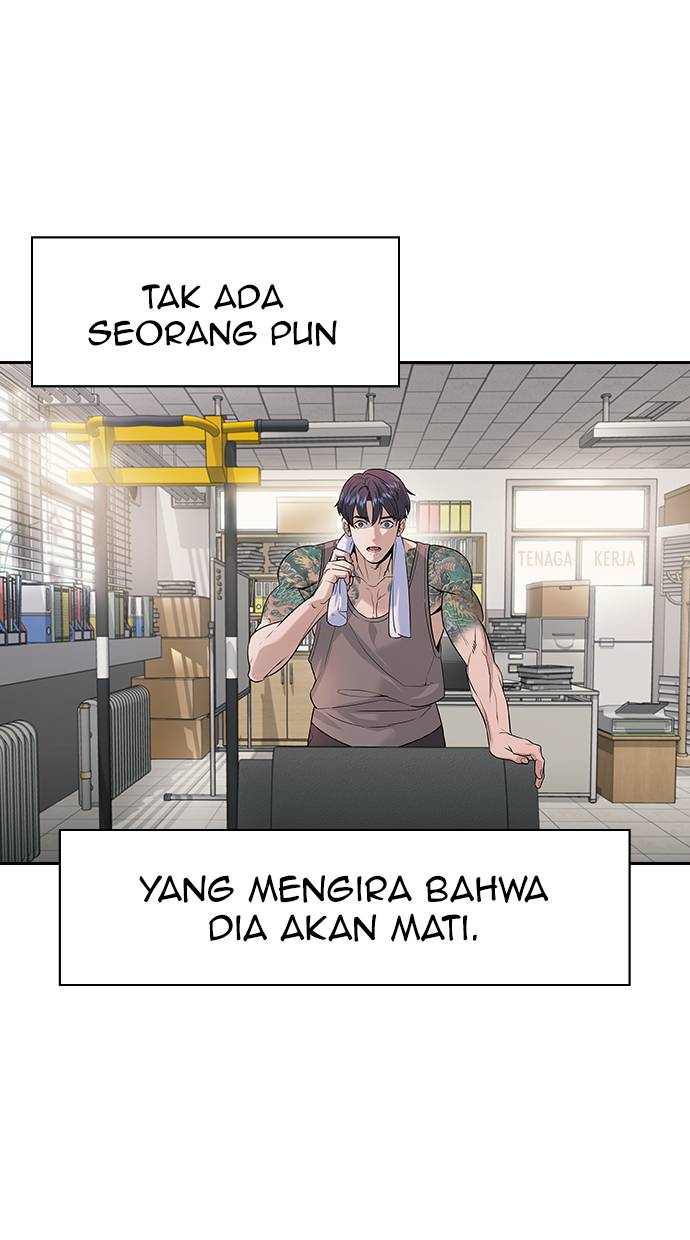 TAK ADA
SEORANG PUN
TENAGA KERJA
YANG MENGIRA BAHWA
DIA AKAN MATI.